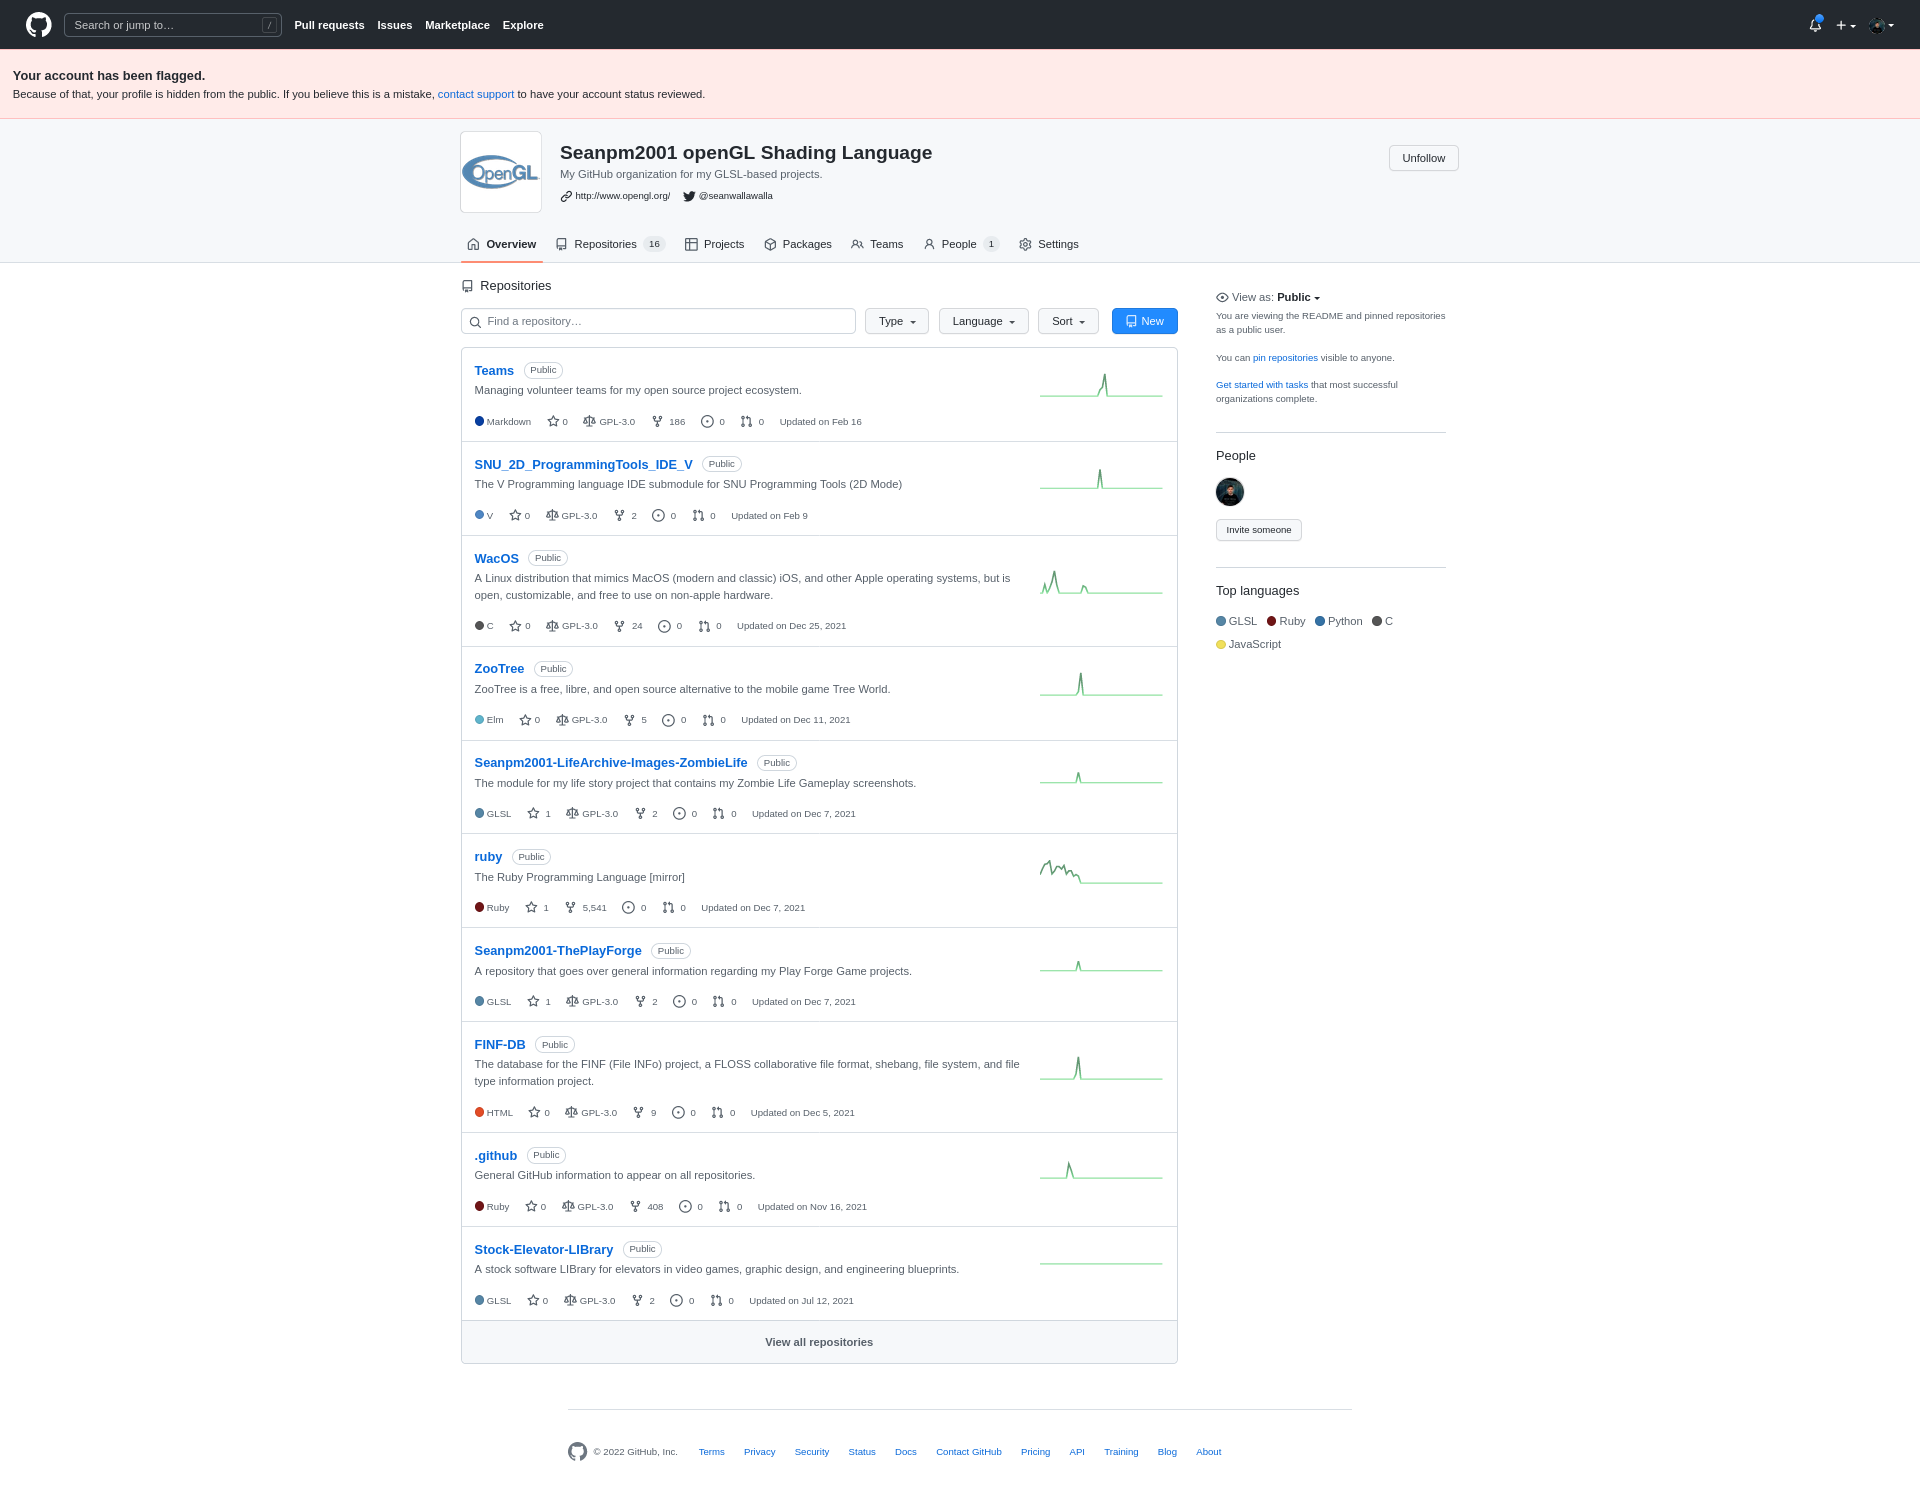 Search or jump to… /
Pull requests Issues Marketplace Explore
Your account has been flagged.
Because of that, your profile is hidden from the public. If you believe this is a mistake, contact support to have your account status reviewed.
OpenGL
Seanpm2001 openGL Shading Language
Unfollow
My GitHub organization for my GLSL-based projects.
http://www.opengl.org/ @seanwallawalla
Overview Repositories 16 Projects Packages Teams People 1 Settings
Repositories
Find a repository… Type Language Sort New
Teams Public
Managing volunteer teams for my open source project ecosystem.
Markdown 0 GPL-3.0 186 0 0 Updated on Feb 16
SNU_2D_ProgrammingTools_IDE_V Public
The V Programming language IDE submodule for SNU Programming Tools (2D Mode)
V 0 GPL-3.0 2 0 0 Updated on Feb 9
WacOS Public
A Linux distribution that mimics MacOS (modern and classic) iOS, and other Apple operating systems, but is
open, customizable, and free to use on non-apple hardware.
C 0 GPL-3.0 24 0 0 Updated on Dec 25, 2021
ZooTree Public
ZooTree is a free, libre, and open source alternative to the mobile game Tree World.
Elm 0 GPL-3.0 5 0 0 Updated on Dec 11, 2021
Seanpm2001-LifeArchive-Images-ZombieLife Public
The module for my life story project that contains my Zombie Life Gameplay screenshots.
GLSL 1 GPL-3.0 2 0 0 Updated on Dec 7, 2021
ruby Public
The Ruby Programming Language [mirror]
Ruby 1 5,541 0 0 Updated on Dec 7, 2021
Seanpm2001-ThePlayForge Public
A repository that goes over general information regarding my Play Forge Game projects.
GLSL 1 GPL-3.0 2 0 0 Updated on Dec 7, 2021
FINF-DB Public
The database for the FINF (File INFo) project, a FLOSS collaborative file format, shebang, file system, and file
type information project.
HTML 0 GPL-3.0 9 0 0 Updated on Dec 5, 2021
.github Public
General GitHub information to appear on all repositories.
Ruby 0 GPL-3.0 408 0 0 Updated on Nov 16, 2021
Stock-Elevator-LIBrary Public
A stock software LIBrary for elevators in video games, graphic design, and engineering blueprints.
GLSL 0 GPL-3.0 2 0 0 Updated on Jul 12, 2021
View all repositories
View as: Public
You are viewing the README and pinned repositories
as a public user.
You can pin repositories visible to anyone.
Get started with tasks that most successful
organizations complete.
People
Invite someone
Top languages
GLSL Ruby Python C
JavaScript
© 2022 GitHub, Inc. Terms Privacy Security Status Docs Contact GitHub Pricing API Training Blog About